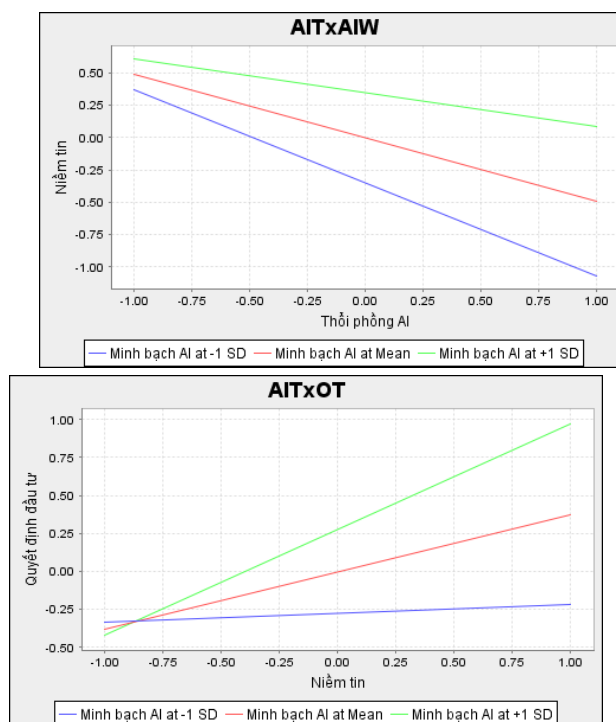 AITxAIW
0.50
0.25
0.00
-0.25
-0.50
-0.75
-1.00
Niềm tin
-1.00 -0.75 -0.50 -0.25 0.00 0.25 0.50 0.75 1.00
Thổi phồng AI
Minh bạch AI at -1 SD Minh bạch AI at Mean Minh bạch AI at +1 SD
AITxOT
1.00
0.75
0.50
0.25
0.00
-0.25
-0.50
Quyết định đầu tư
-1.00 -0.75 -0.50 -0.25 0.00 0.25 0.50 0.75 1.00
Niềm tin
Minh bạch AI at -1 SD Minh bạch AI at Mean Minh bạch AI at +1 SD